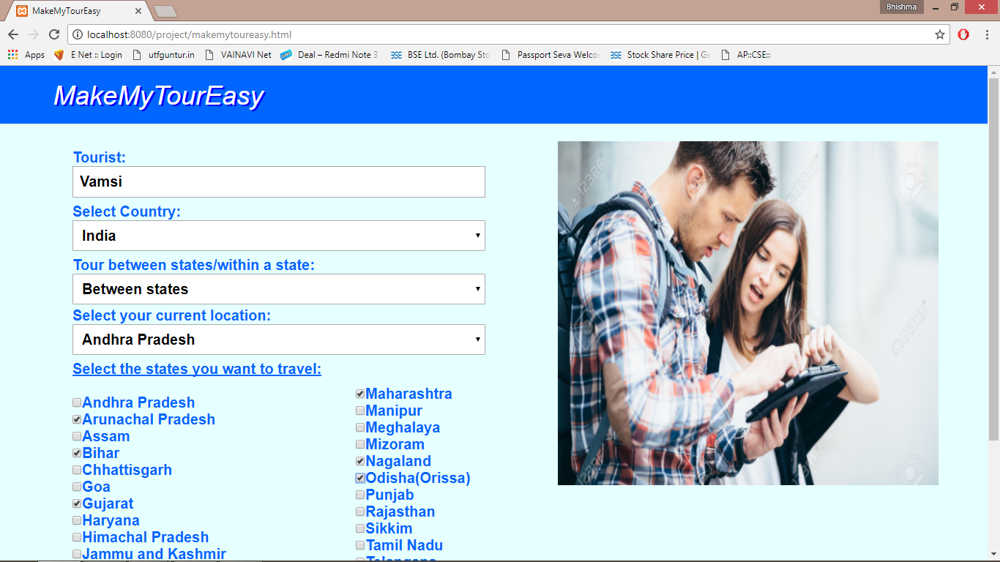 MakeMyTourEasy
Bhishma
localhost:8080/project/makemytoureasy.html
Apps E Net :: Login utfguntur.in VAINAVI Net Deal – Redmi Note 3 BSE Ltd. (Bombay Sto Passport Seva Welco Stock Share Price | Ge AP::CSE::
MakeMyTourEasy
Tourist:
Vamsi
Select Country:
India
Tour between states/within a state:
Between states
Select your current location:
Andhra Pradesh
Select the states you want to travel:
Andhra Pradesh
Arunachal Pradesh
Assam
Bihar
Chhattisgarh
Goa
Gujarat
Haryana
Himachal Pradesh
Jammu and Kashmir
Maharashtra
Manipur
Meghalaya
Mizoram
Nagaland
Odisha(Orissa)
Punjab
Rajasthan
Sikkim
Tamil Nadu
Telangana
123RF
123RF
123RF